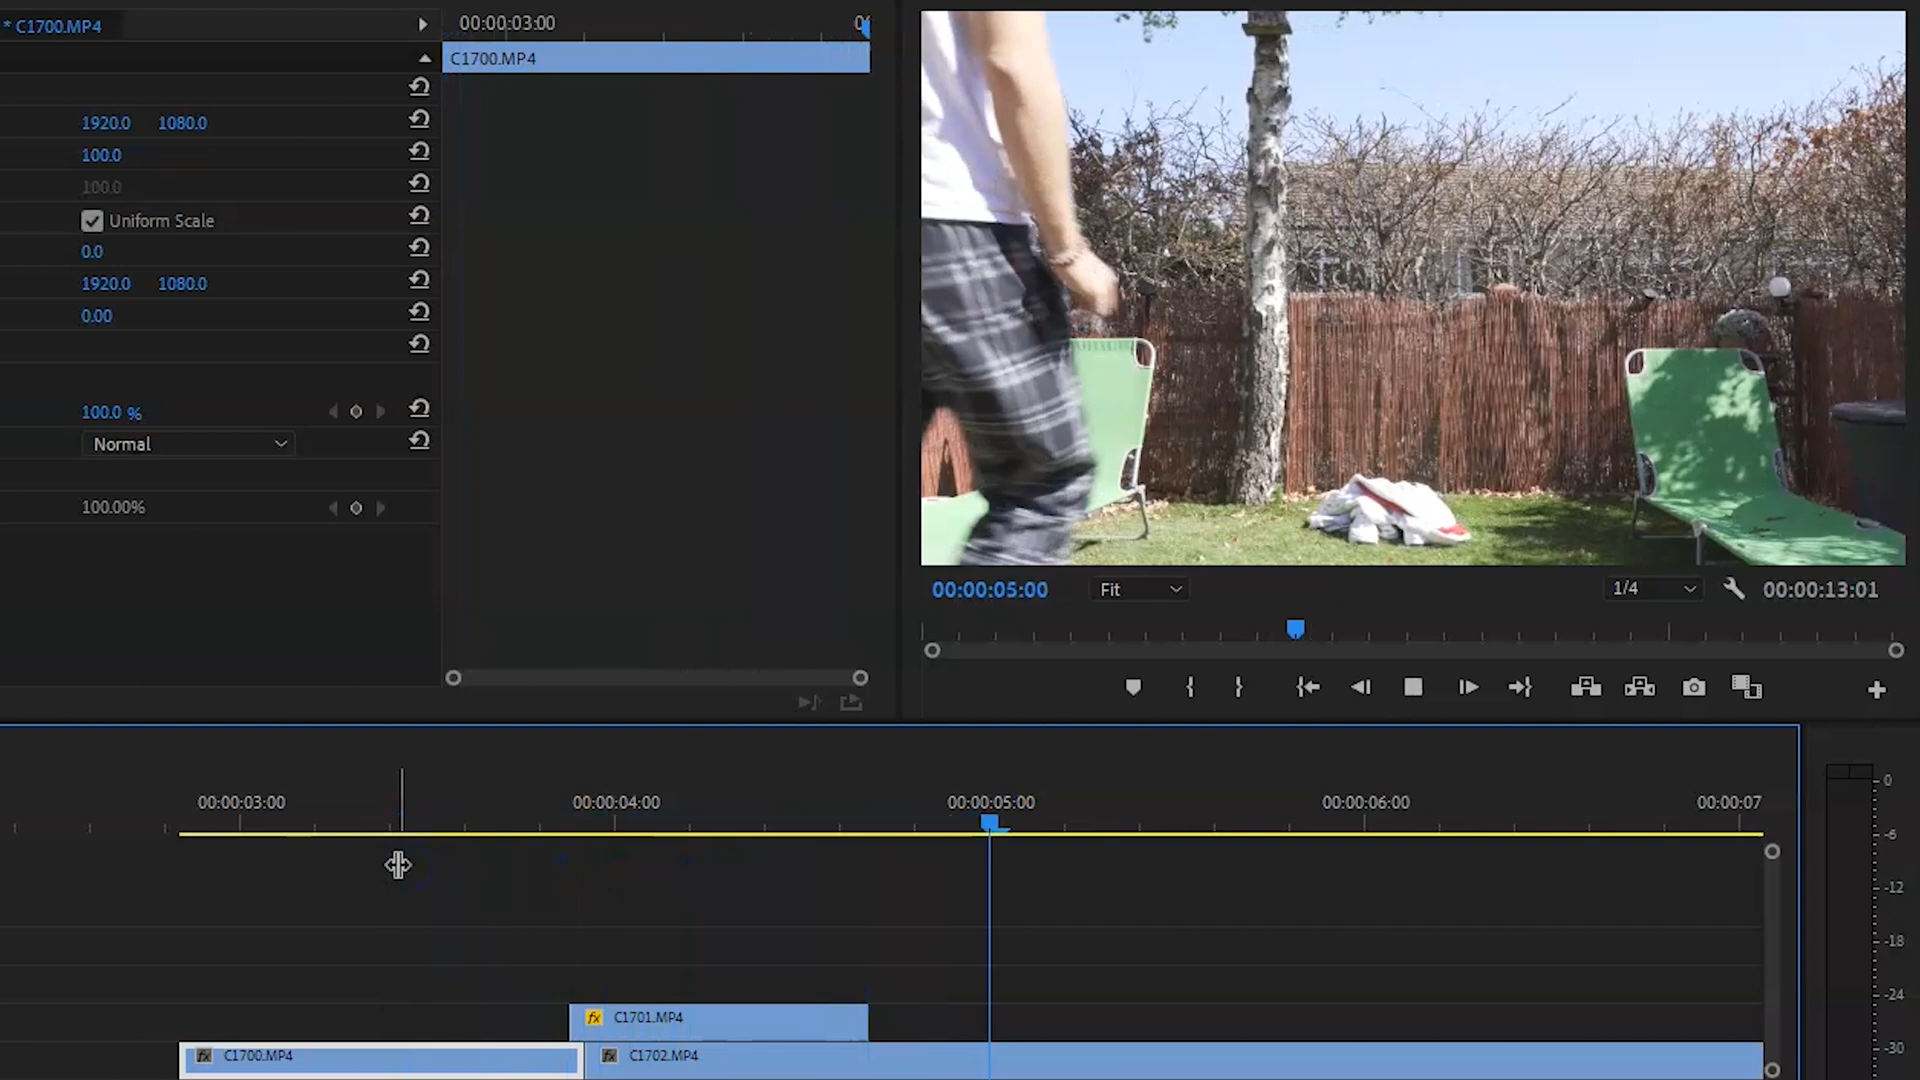 * C1700.MP4
00:00:03:00
C1700.MP4
1920.0 1080.0
100.0
100.0
Uniform Scale
0.0
1920.0 1080.0
0.00
100.0 %
Normal
100.00%
00:00:05:00
Fit
1/4
00:00:13:01
00:00:03:00
00:00:04:00
00:00:05:00
00:00:06:00
00:00:07
0
-6
-12
-18
-24
-30
fx C1701.MP4
fx C1700.MP4
fx C1702.MP4